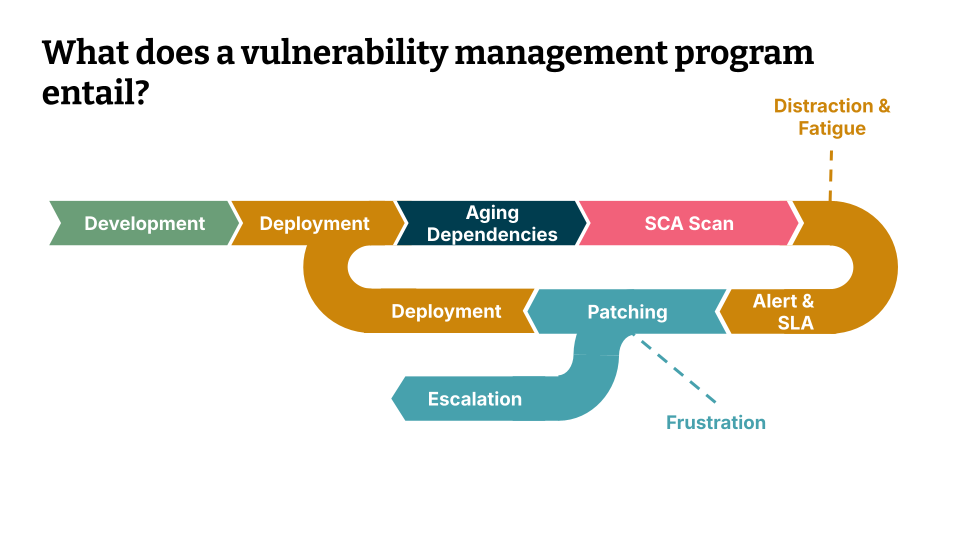 What does a vulnerability management program
entail?
Distraction &
Fatigue
Development
Deployment
Aging
Dependencies
SCA Scan
Alert &
SLA
Patching
Deployment
Escalation
Frustration